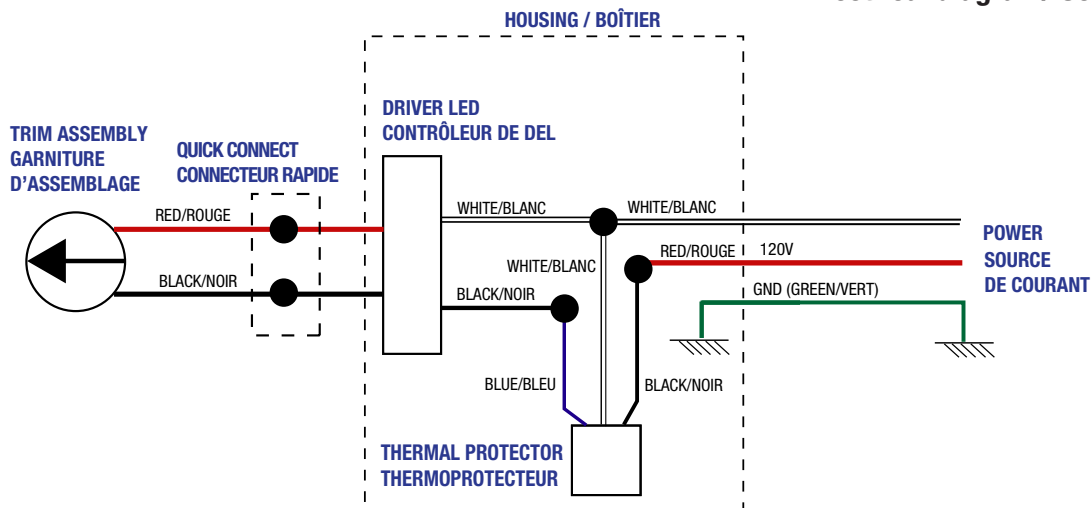 HOUSING / BOÎTIER
DRIVER LED
CONTRÔLEUR DE DEL
TRIM ASSEMBLY
GARNITURE
D'ASSEMBLAGE
QUICK CONNECT
CONNECTEUR RAPIDE
RED/ROUGE
WHITE/BLANC
WHITE/BLANC
POWER
SOURCE
DE COURANT
RED/ROUGE
120V
WHITE/BLANC
BLACK/NOIR
BLACK/NOIR
GND (GREEN/VERT)
BLUE/BLEU
BLACK/NOIR
THERMAL PROTECTOR
THERMOPROTECTEUR